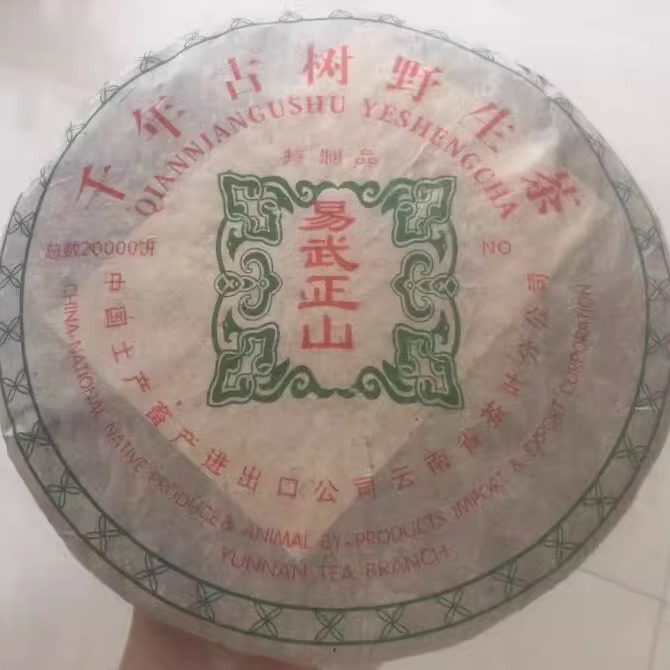 千年古树野生茶
QIANNIANGUSHU YESHENGCHA
特制品
易武正山
总数20000饼
NO
中国土产畜产进出口公司云南省茶叶分公司
CHINA NATIONAL NATIVE PRODUCE & ANIMAL BY-PRODUCTS IMPORT & EXPORT CORPORATION
YUNNAN TEA BRANCH